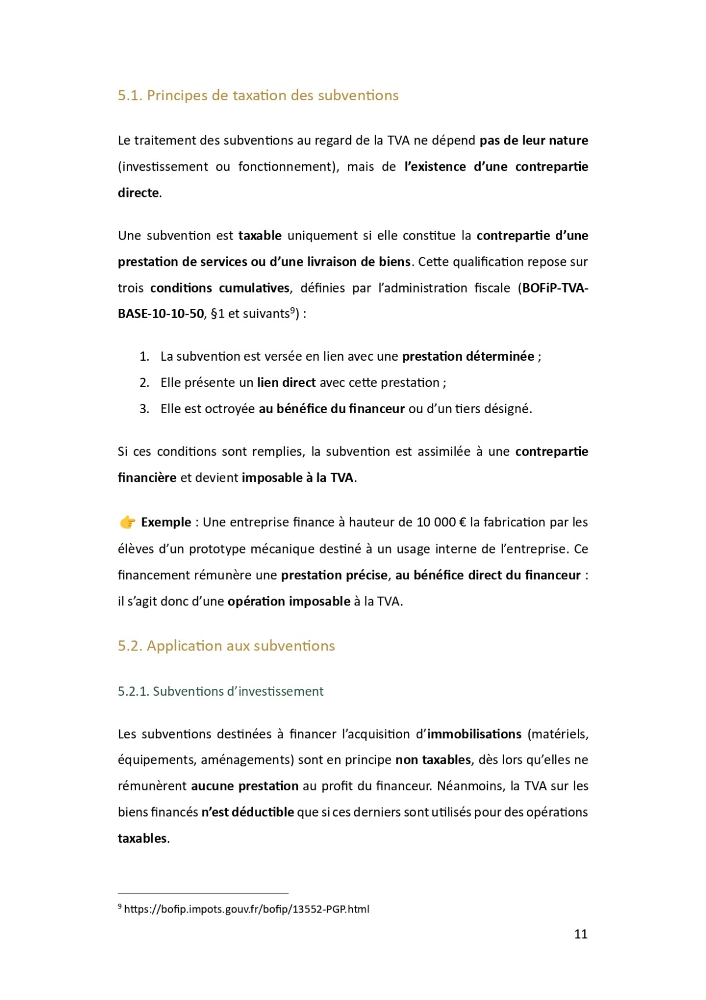 5.1. Principes de taxation des subventions
Le traitement des subventions au regard de la TVA ne dépend pas de leur nature
(investissement ou fonctionnement), mais de l’existence d’une contrepartie
directe.
Une subvention est taxable uniquement si elle constitue la contrepartie d’une
prestation de services ou d’une livraison de biens. Cette qualification repose sur
trois conditions cumulatives, définies par l’administration fiscale (BOFiP-TVA-
BASE-10-10-50, §1 et suivants⁹) :
1. La subvention est versée en lien avec une prestation déterminée ;
2. Elle présente un lien direct avec cette prestation ;
3. Elle est octroyée au bénéfice du financeur ou d’un tiers désigné.
Si ces conditions sont remplies, la subvention est assimilée à une contrepartie
financière et devient imposable à la TVA.
👉 Exemple : Une entreprise finance à hauteur de 10 000 € la fabrication par les
élèves d’un prototype mécanique destiné à un usage interne de l’entreprise. Ce
financement rémunère une prestation précise, au bénéfice direct du financeur :
il s’agit donc d’une opération imposable à la TVA.
5.2. Application aux subventions
5.2.1. Subventions d’investissement
Les subventions destinées à financer l’acquisition d’immobilisations (matériels,
équipements, aménagements) sont en principe non taxables, dès lors qu’elles ne
rémunèrent aucune prestation au profit du financeur. Néanmoins, la TVA sur les
biens financés n’est déductible que si ces derniers sont utilisés pour des opérations
taxables.
⁹ https://bofip.impots.gouv.fr/bofip/13552-PGP.html
11